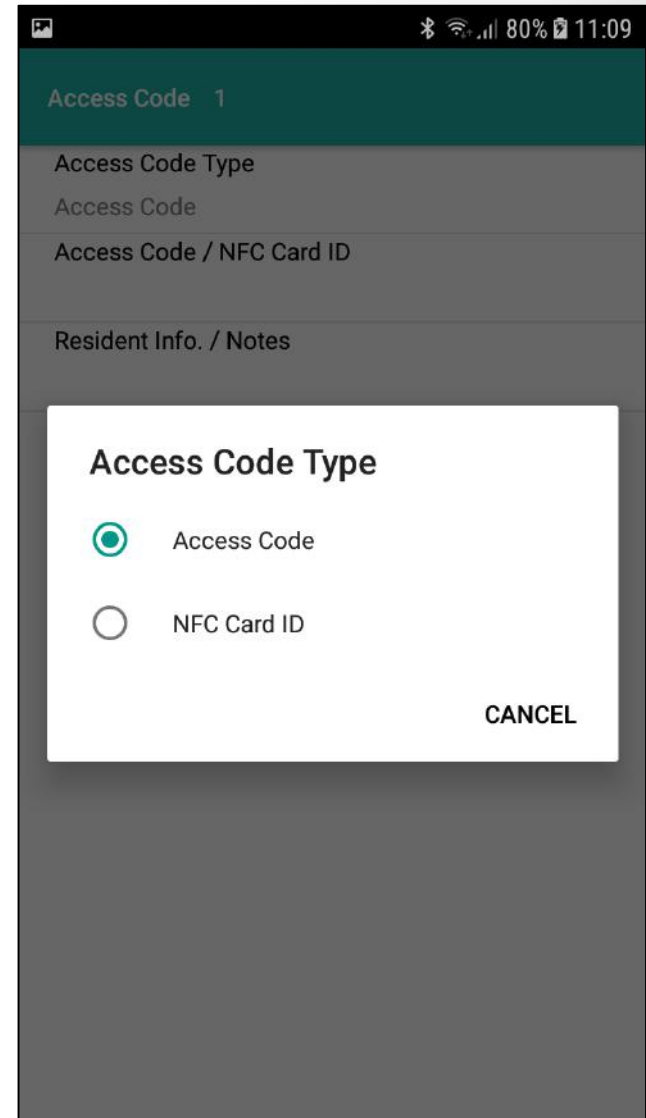 80% 11:09
Access Code 1
Access Code Type
Access Code
Access Code / NFC Card ID
Resident Info. / Notes
Access Code Type
Access Code
NFC Card ID
CANCEL